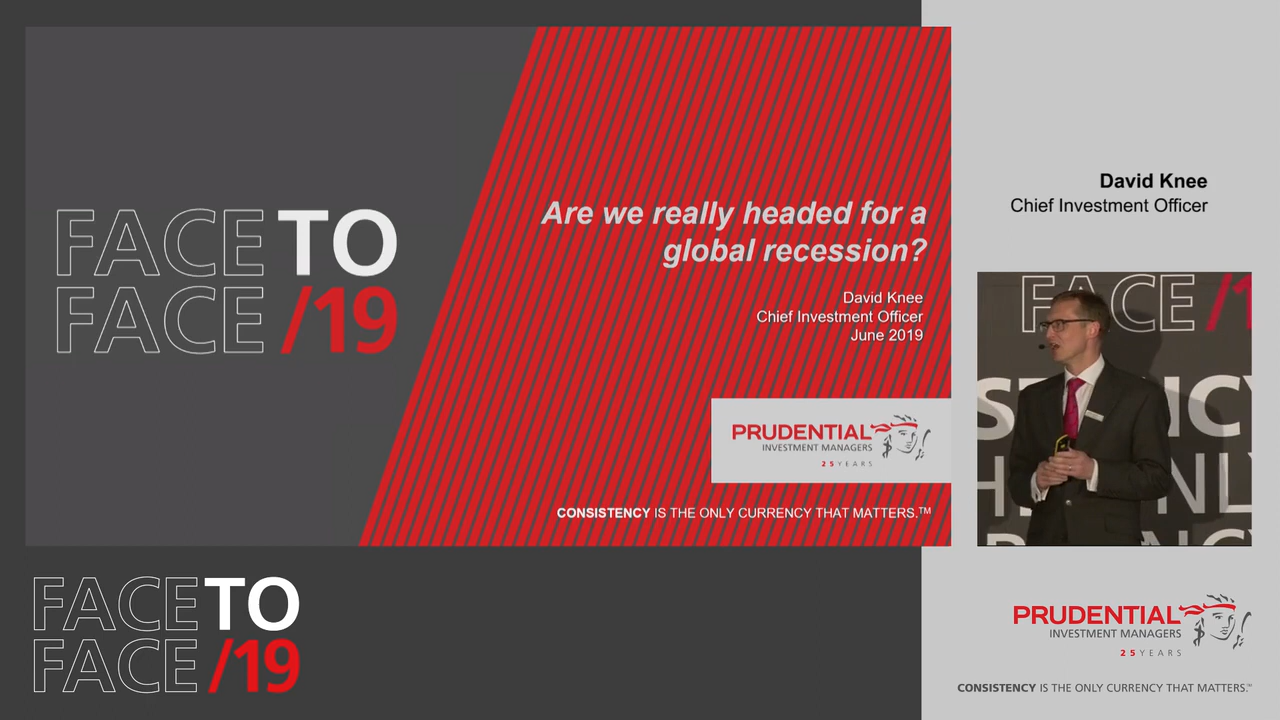 FACE TO
FACE /19
Are we really headed for a
global recession?
David Knee
Chief Investment Officer
June 2019
PRUDENTIAL
INVESTMENT MANAGERS
25 YEARS
CONSISTENCY IS THE ONLY CURRENCY THAT MATTERS.™
David Knee
Chief Investment Officer
FACE /1
FACE TO
FACE /19
PRUDENTIAL
INVESTMENT MANAGERS
25 YEARS
CONSISTENCY IS THE ONLY CURRENCY THAT MATTERS.™